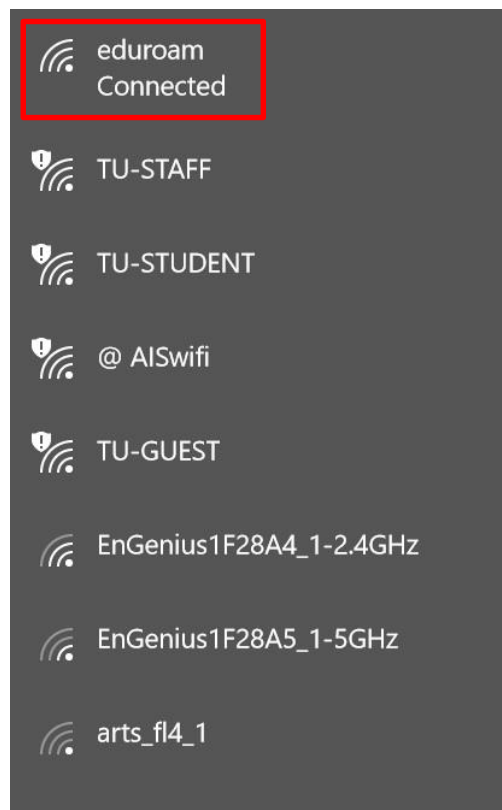 eduroam
Connected
TU-STAFF
TU-STUDENT
@ AISwifi
TU-GUEST
EnGenius1F28A4_1-2.4GHz
EnGenius1F28A5_1-5GHz
arts_fl4_1